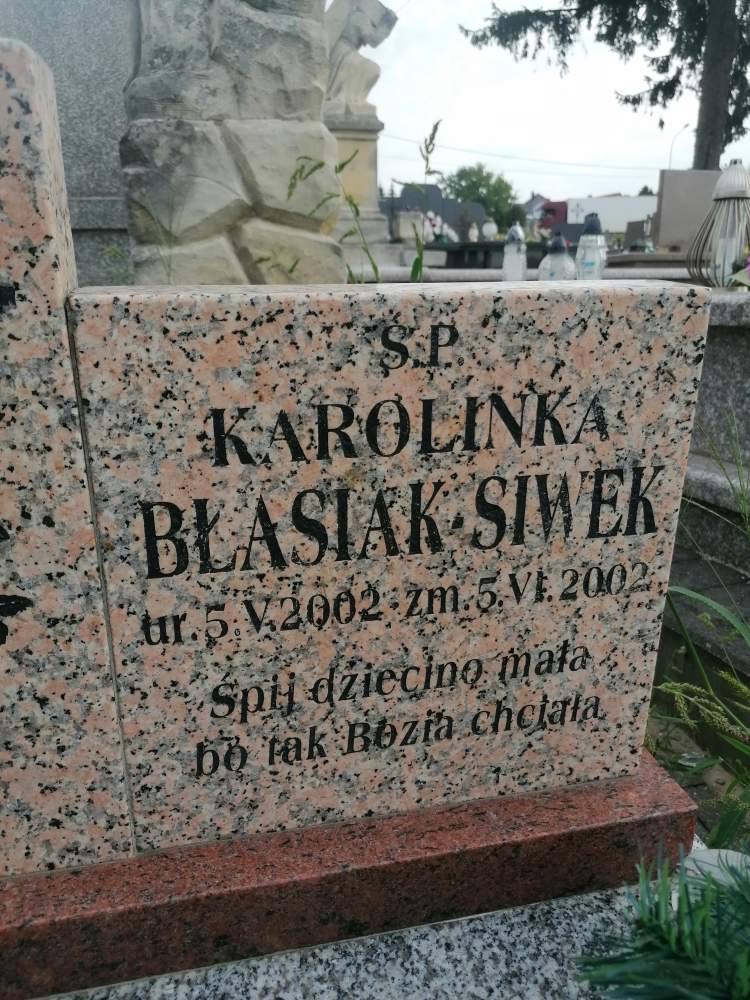 Ś.P.
KAROLINKA
BŁASIAK-SIWEK
ur.5.V.2002 zm.5.VI.2002
Śpij dziecino mała
bo tak Bozia chciała